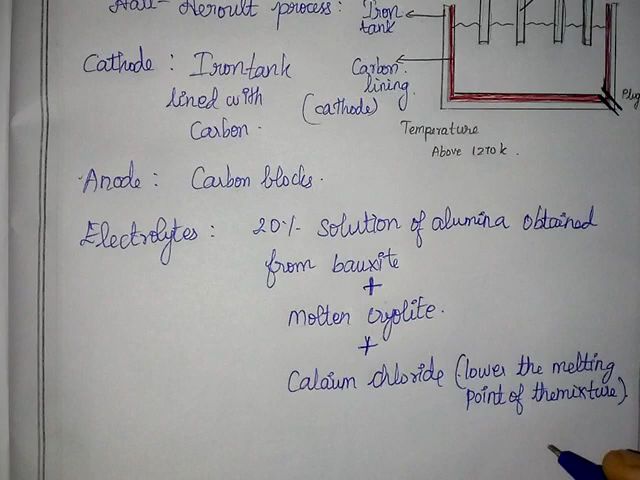 Hall- Heroult process:
Iron
tank
Cathode : Iron tank
lined with
Carbon.
Carbon.
lining
(cathode)
Plug
Temperature
Above 1270k.
Anode: Carbon blocks.
Electrolytes: 20% solution of alumina obtained
from bauxite
+
Molten cryolite.
+
Calcium chloride (lower the melting
point of the mixture).